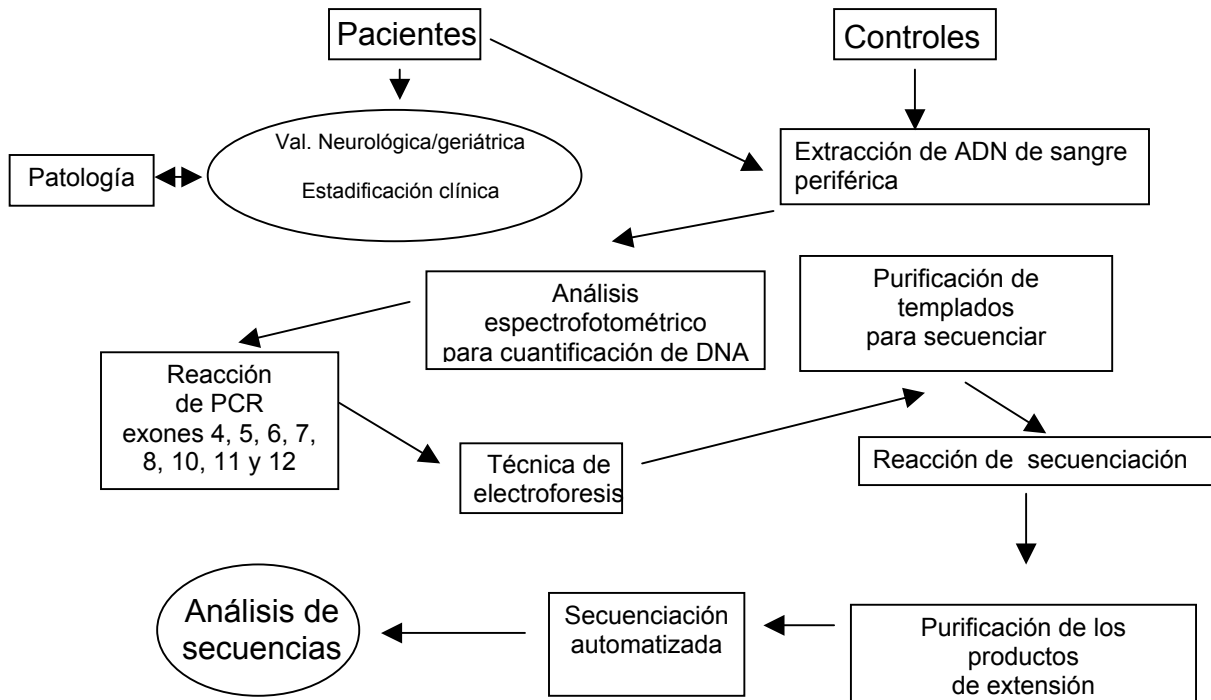 Pacientes
Controles
Val. Neurológica/geriátrica
Estadificación clínica
Patología
Extracción de ADN de sangre
periférica
Análisis
espectrofotométrico
para cuantificación de DNA
Purificación de
templados
para secuenciar
Reacción
de PCR
exones 4, 5, 6, 7,
8, 10, 11 y 12
Técnica de
electroforesis
Reacción de secuenciación
Purificación de los
productos
de extensión
Secuenciación
automatizada
Análisis de
secuencias